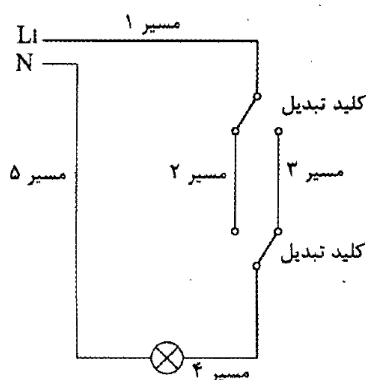 مسیر ۱
L1
N
کلید تبدیل
مسیر ۵
مسیر ۲
مسیر ۳
کلید تبدیل
مسیر ۴